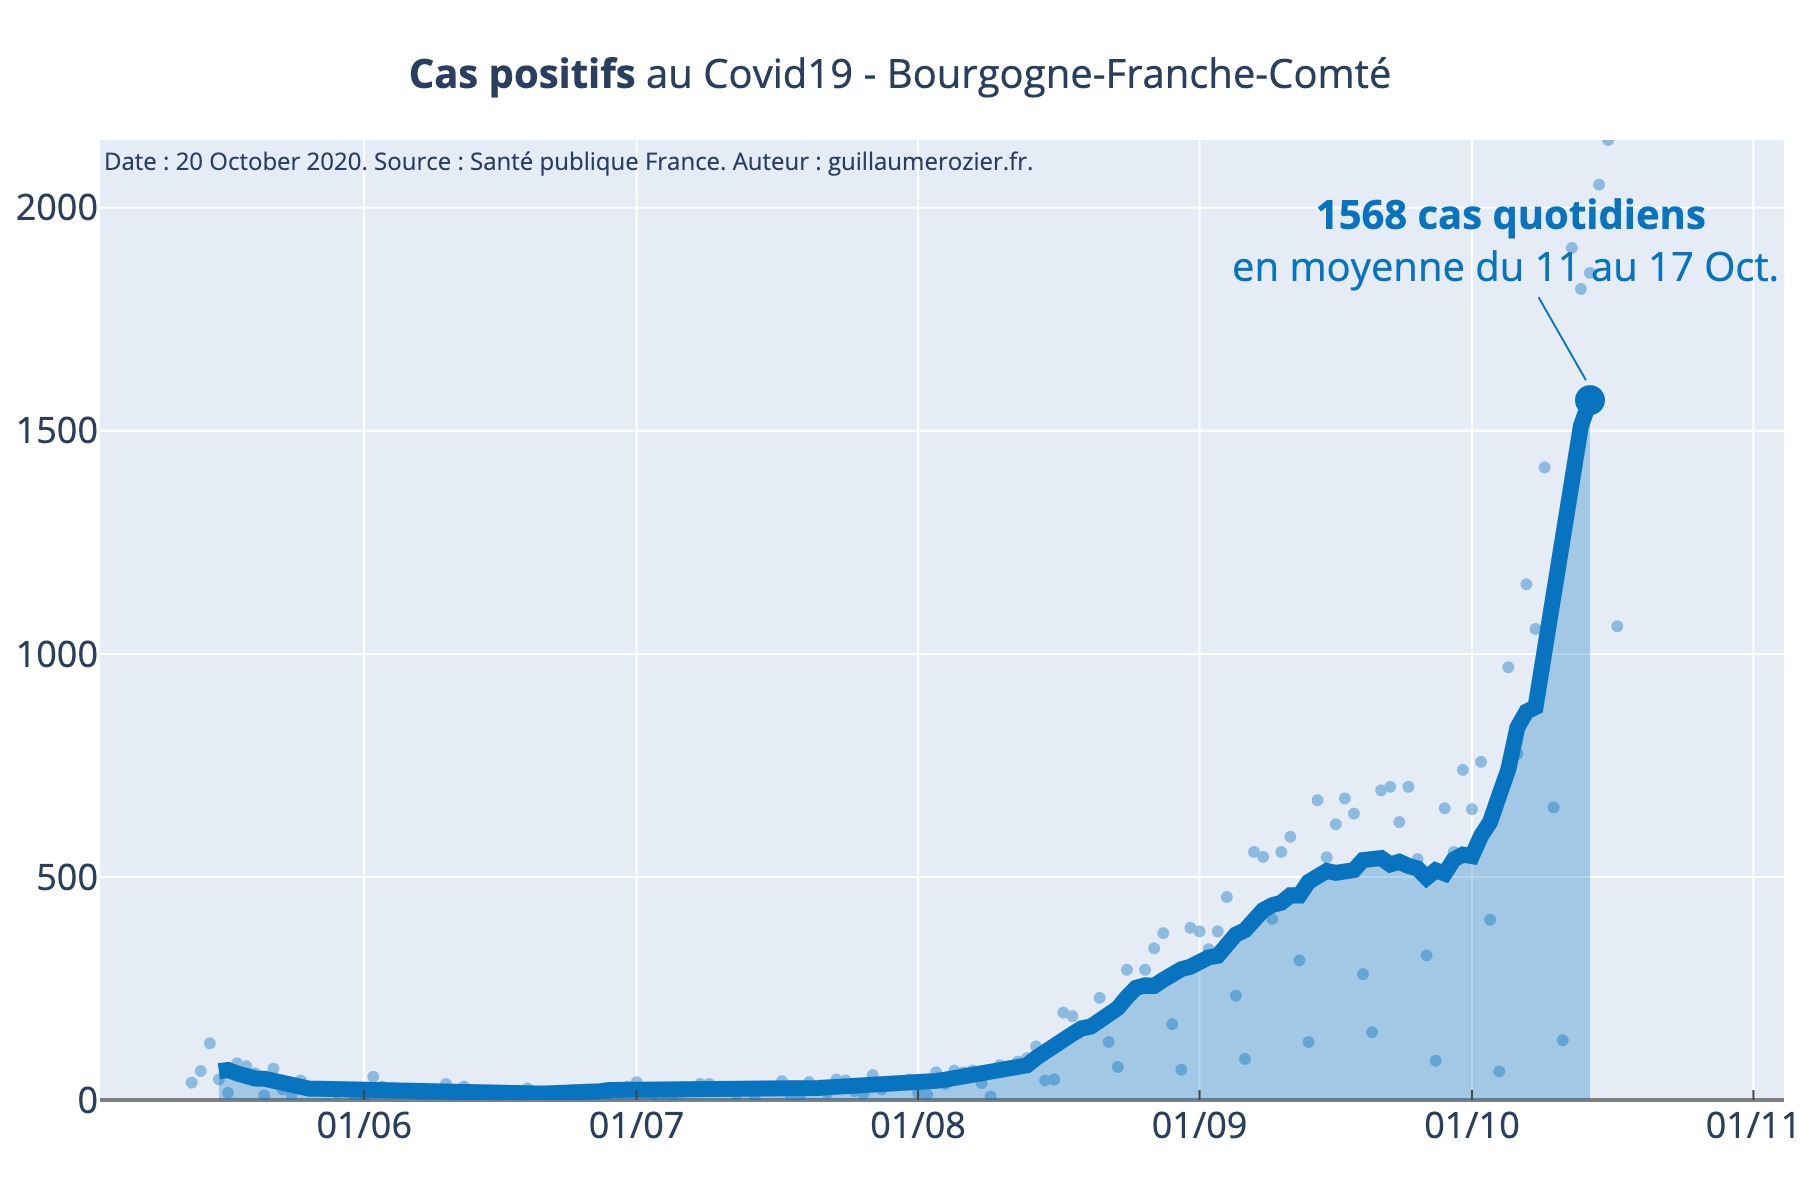 Cas positifs au Covid19 - Bourgogne-Franche-Comté
Date : 20 October 2020. Source : Santé publique France. Auteur : guillaumerozier.fr.
2000
1568 cas quotidiens
en moyenne du 11 au 17 Oct.
1500
1000
500
0
01/06 01/07 01/08 01/09 01/10 01/11